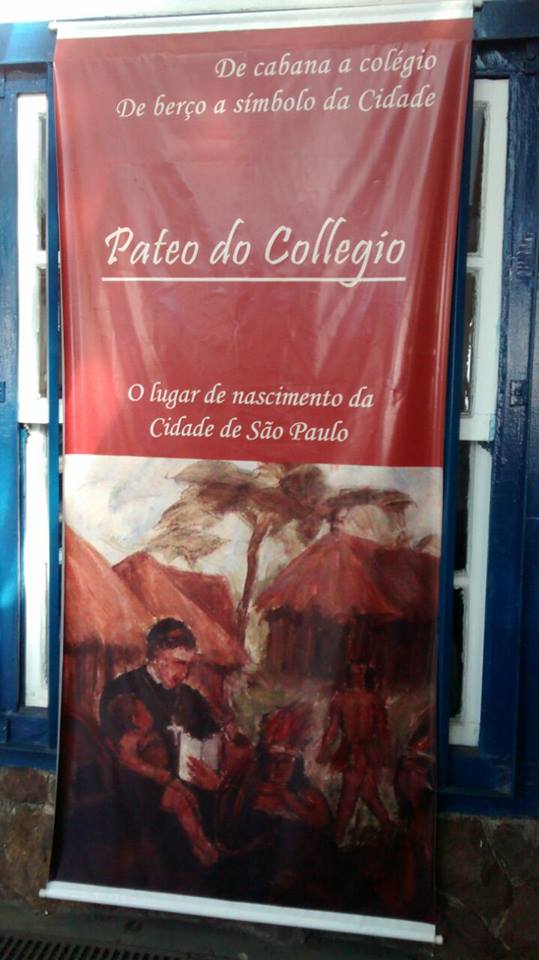 De cabana a colégio
De berço a símbolo da Cidade
Pateo do Collegio
O lugar de nascimento da
Cidade de São Paulo